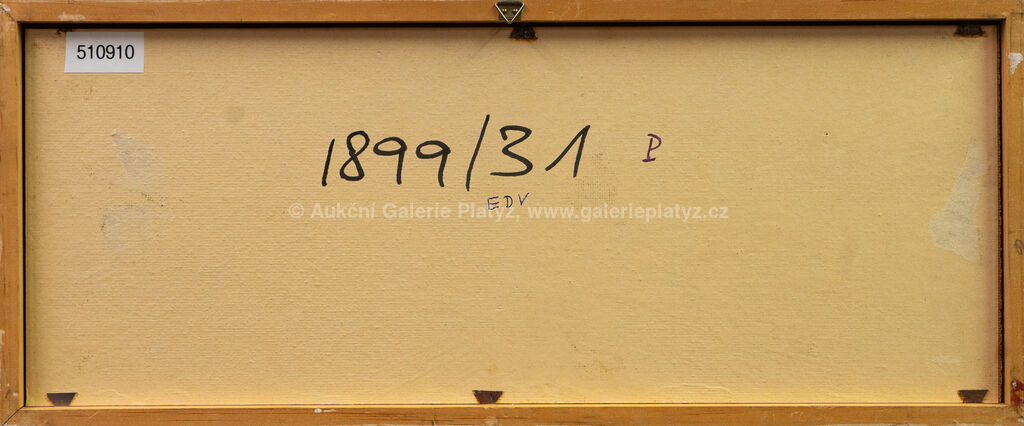 510910
1899/31 P
EDV
© Aukční Galerie Platýz, www.galerieplatyz.cz